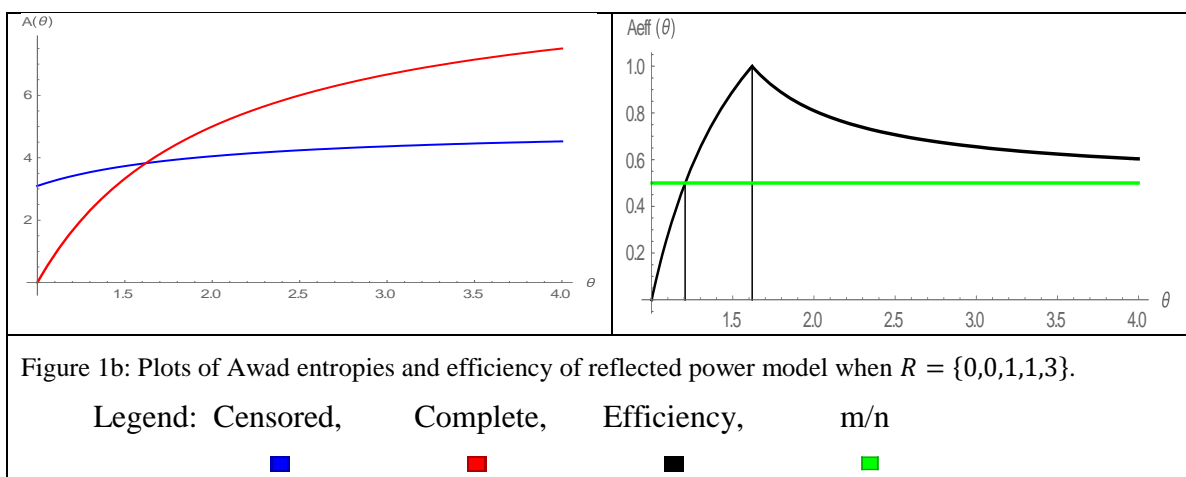 A(θ)
6
4
2
1.5 2.0 2.5 3.0 3.5 4.0 θ
Aeff (θ)
1.0
0.8
0.6
0.4
0.2
1.5 2.0 2.5 3.0 3.5 4.0 θ
Figure 1b: Plots of Awad entropies and efficiency of reflected power model when R = {0,0,1,1,3}.
Legend: Censored, Complete, Efficiency, m/n